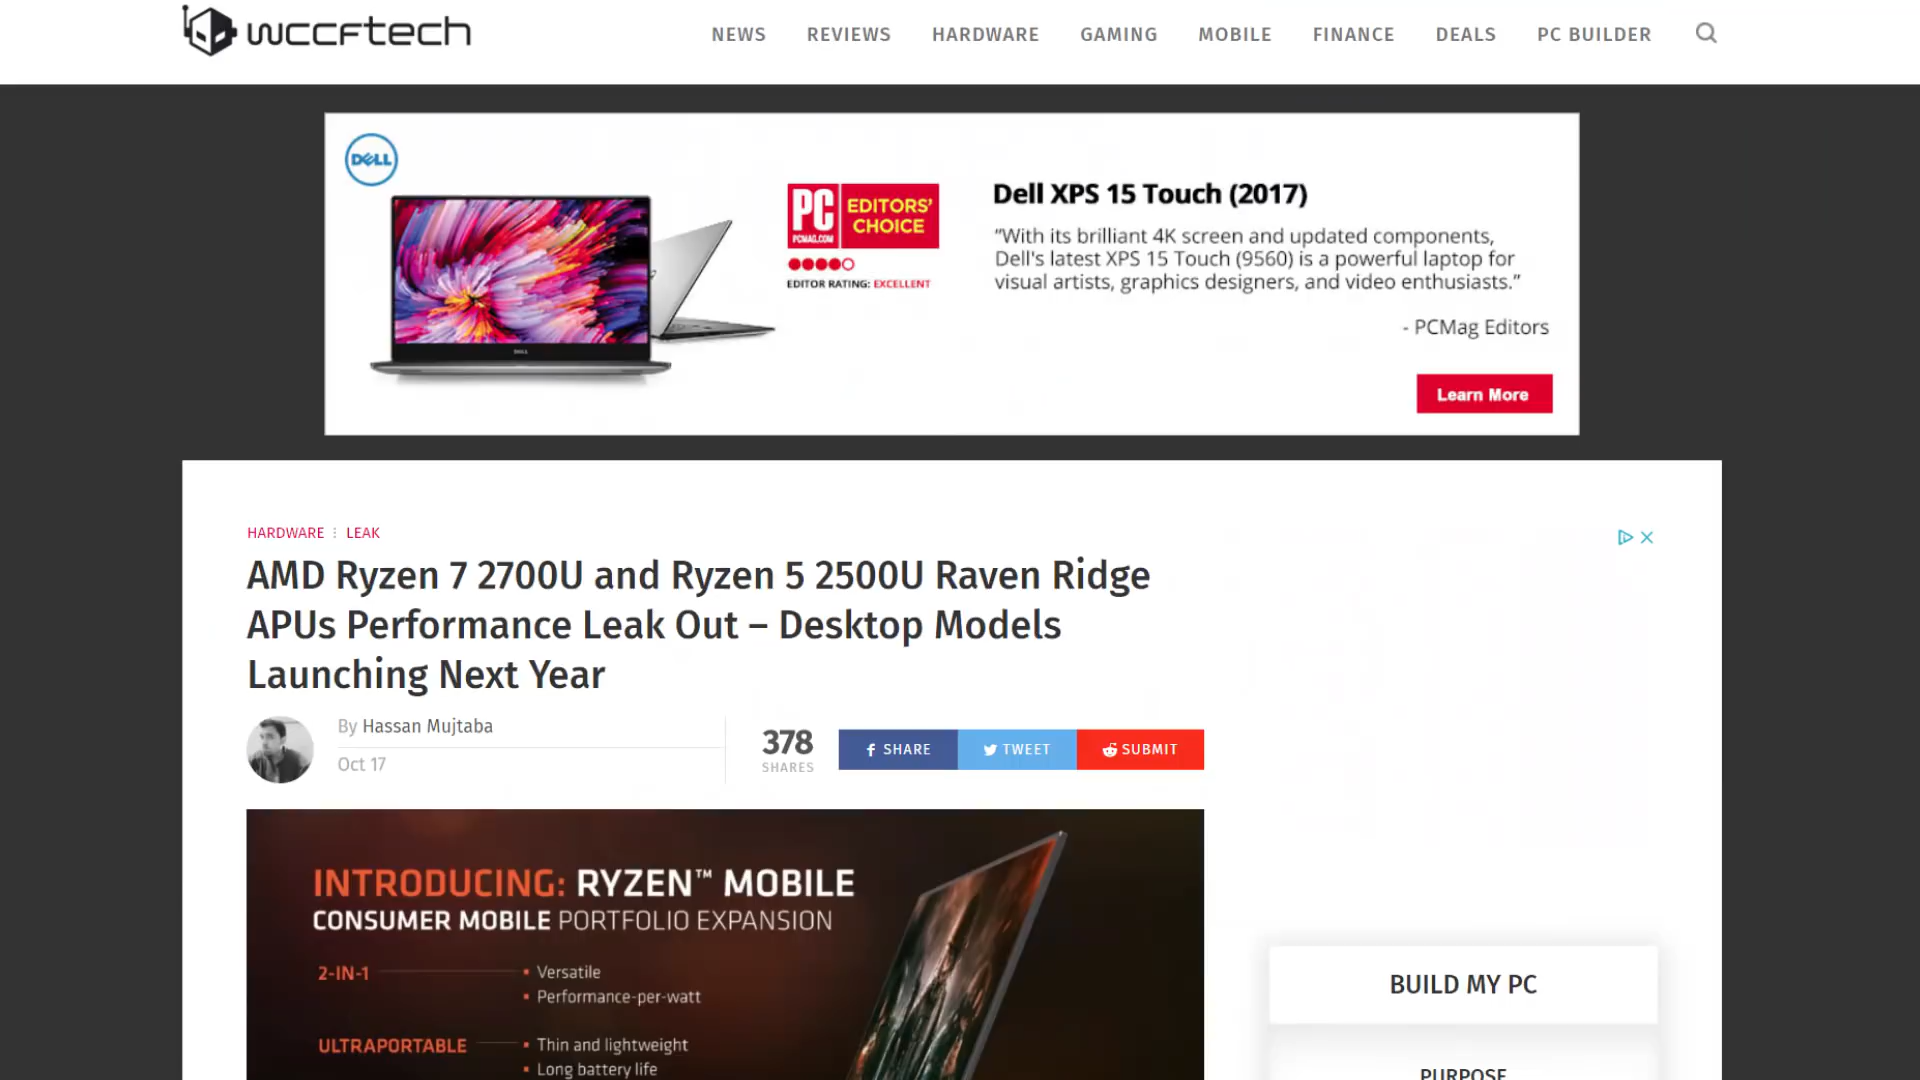 wccftech
NEWS REVIEWS HARDWARE GAMING MOBILE FINANCE DEALS PC BUILDER
DELL
DELL
PC
PCMAG.COM
EDITORS'
CHOICE
EDITOR RATING: EXCELLENT
Dell XPS 15 Touch (2017)
“With its brilliant 4K screen and updated components,
Dell's latest XPS 15 Touch (9560) is a powerful laptop for
visual artists, graphics designers, and video enthusiasts.”
- PCMag Editors
Learn More
HARDWARE LEAK
AMD Ryzen 7 2700U and Ryzen 5 2500U Raven Ridge
APUs Performance Leak Out – Desktop Models
Launching Next Year
By Hassan Mujtaba
Oct 17
378
SHARES
SHARE TWEET SUBMIT
INTRODUCING: RYZEN™ MOBILE
CONSUMER MOBILE PORTFOLIO EXPANSION
2-IN-1
▪ Versatile
▪ Performance-per-watt
ULTRAPORTABLE
▪ Thin and lightweight
▪ Long battery life
BUILD MY PC
PURPOSE